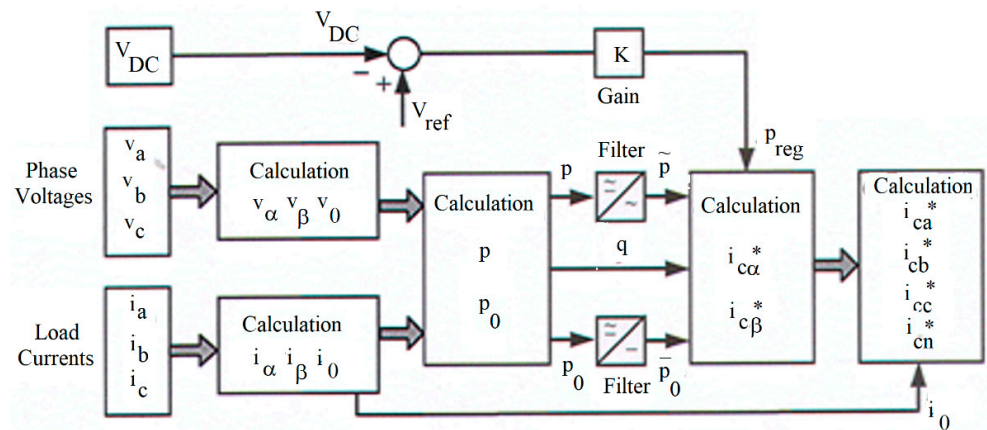 V_DC
V_DC
−
+
V_ref
K
Gain
p_reg
Phase
Voltages
v_a
v_b
v_c
Calculation
v_α v_β v_0
Calculation
p
p_0
p
Filter
p̃
q
p_0
Filter
p̄_0
Calculation
i_cα*
i_cβ*
Calculation
i_ca*
i_cb*
i_cc*
i_cn*
Load
Currents
i_a
i_b
i_c
Calculation
i_α i_β i_0
i_0